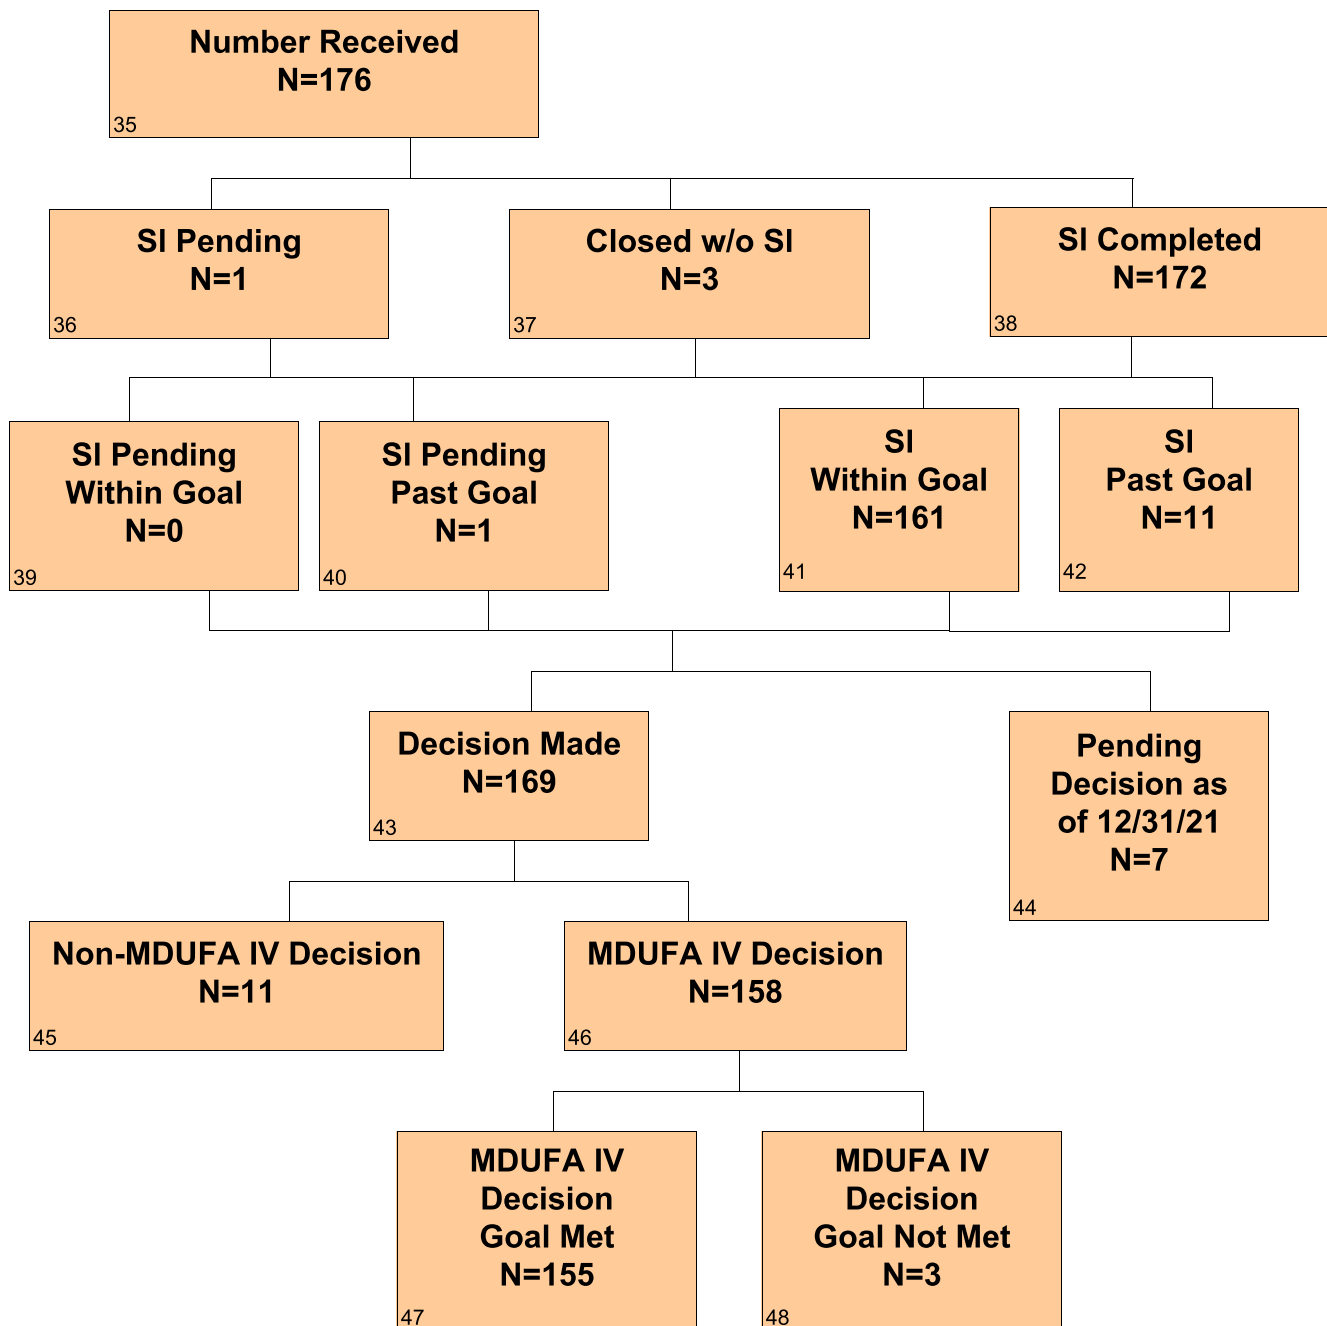 Number Received
N=176
35
SI Pending
N=1
36
Closed w/o SI
N=3
37
SI Completed
N=172
38
SI Pending
Within Goal
N=0
39
SI Pending
Past Goal
N=1
40
SI
Within Goal
N=161
41
SI
Past Goal
N=11
42
Decision Made
N=169
43
Pending
Decision as
of 12/31/21
N=7
44
Non-MDUFA IV Decision
N=11
45
MDUFA IV Decision
N=158
46
MDUFA IV
Decision
Goal Met
N=155
47
MDUFA IV
Decision
Goal Not Met
N=3
48